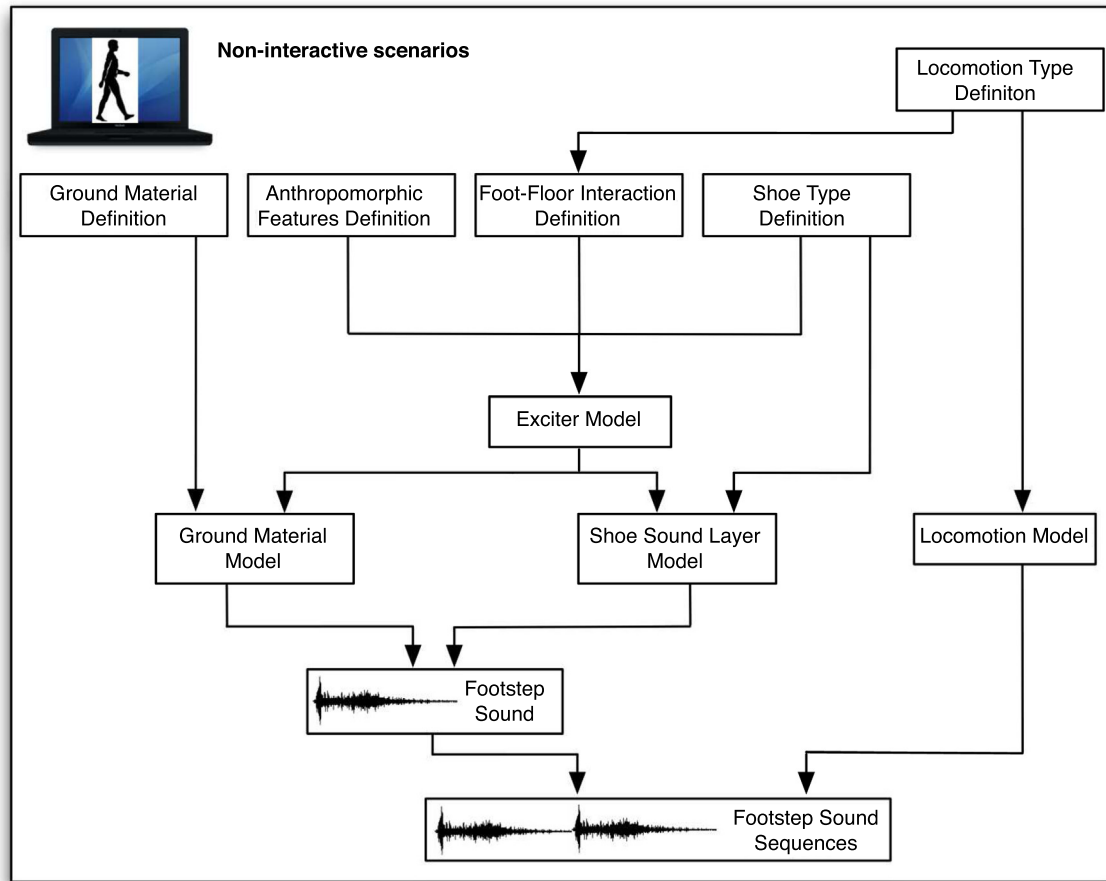 Non-interactive scenarios
Locomotion Type
Definiton
Ground Material
Definition
Anthropomorphic
Features Definition
Foot-Floor Interaction
Definition
Shoe Type
Definition
Exciter Model
Ground Material
Model
Shoe Sound Layer
Model
Locomotion Model
Footstep
Sound
Footstep Sound
Sequences